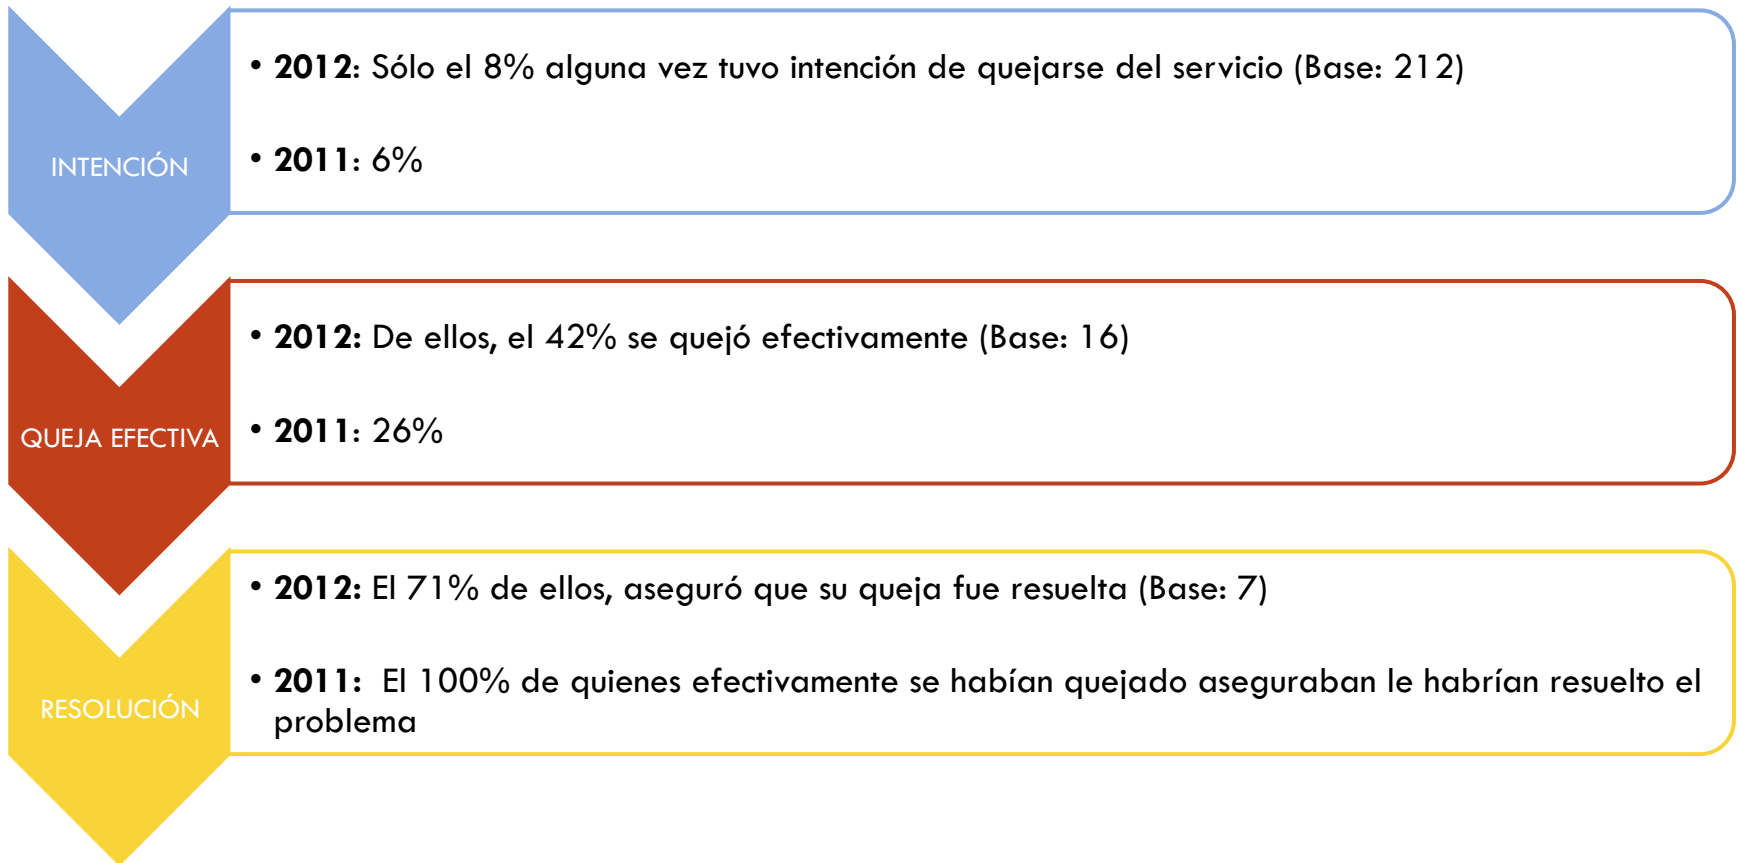 INTENCIÓN
• 2012: Sólo el 8% alguna vez tuvo intención de quejarse del servicio (Base: 212)
• 2011: 6%
QUEJA EFECTIVA
• 2012: De ellos, el 42% se quejó efectivamente (Base: 16)
• 2011: 26%
RESOLUCIÓN
• 2012: El 71% de ellos, aseguró que su queja fue resuelta (Base: 7)
• 2011: El 100% de quienes efectivamente se habían quejado aseguraban le habrían resuelto el
problema